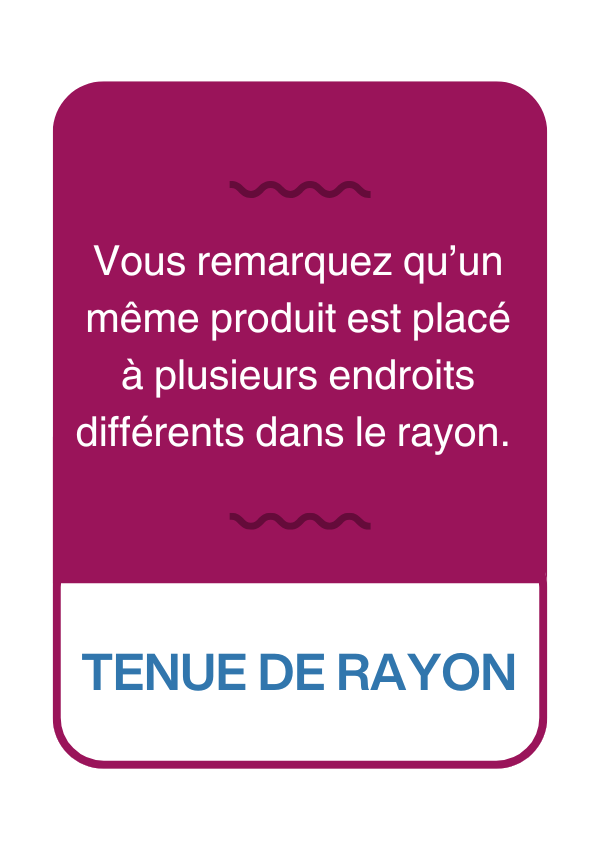 Vous remarquez qu’un
même produit est placé
à plusieurs endroits
différents dans le rayon.
TENUE DE RAYON